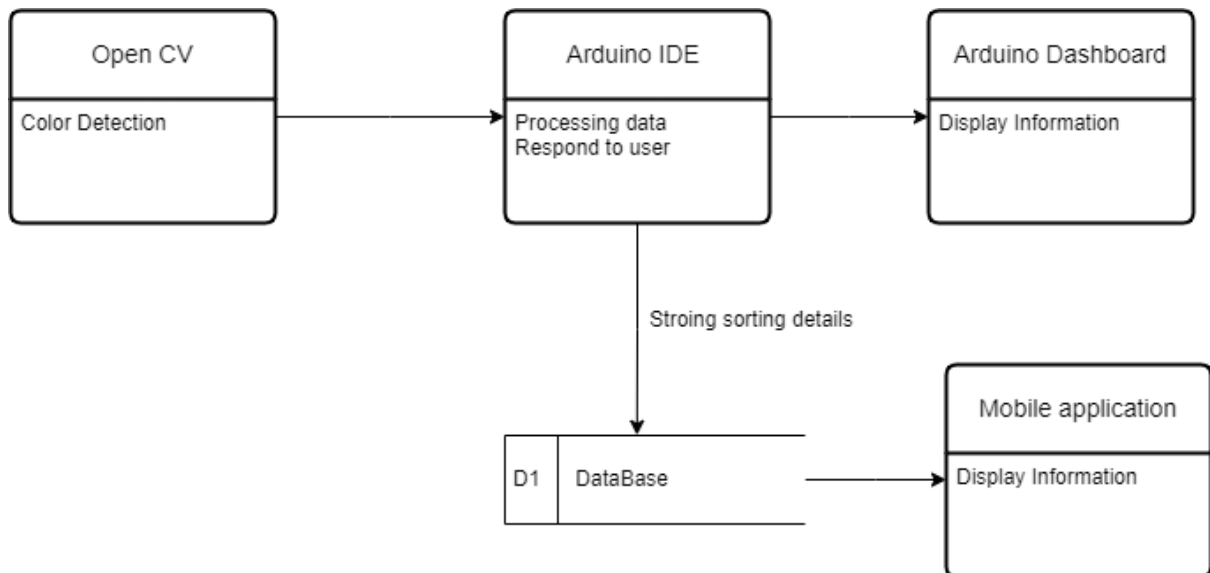 Open CV
Color Detection
Arduino IDE
Processing data
Respond to user
Arduino Dashboard
Display Information
Stroing sorting details
D1
DataBase
Mobile application
Display Information